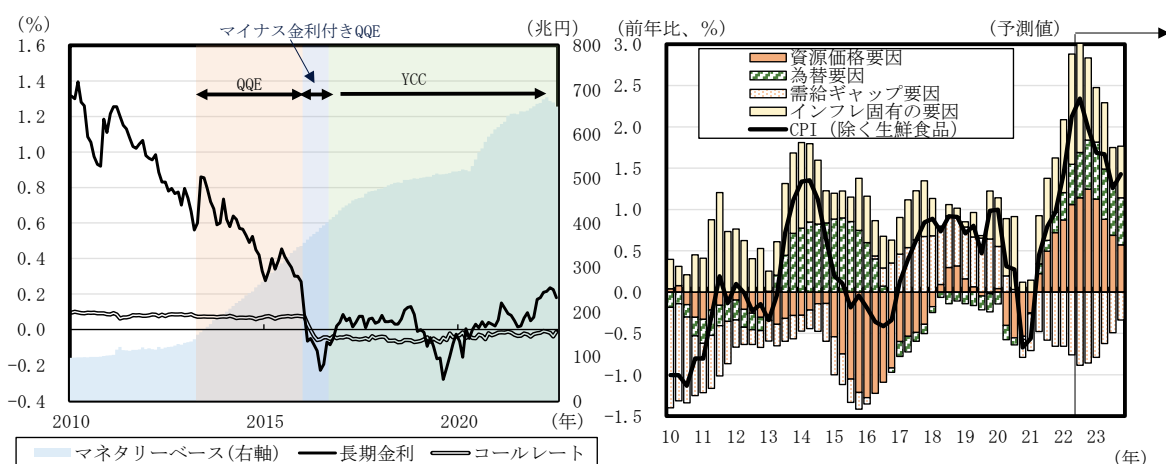 (%)
マイナス金利付きQQE
(兆円)
QQE
YCC
1.6
1.4
1.2
1.0
0.8
0.6
0.4
0.2
0.0
-0.2
-0.4
800
700
600
500
400
300
200
100
0
2010
2015
2020
(年)
マネタリーベース(右軸)
長期金利
コールレート
(前年比、%)
(予測値)
3.0
2.5
2.0
1.5
1.0
0.5
0.0
-0.5
-1.0
-1.5
資源価格要因
為替要因
需給ギャップ要因
インフレ固有の要因
CPI（除く生鮮食品）
10 11 12 13 14 15 16 17 18 19 20 21 22 23
(年)